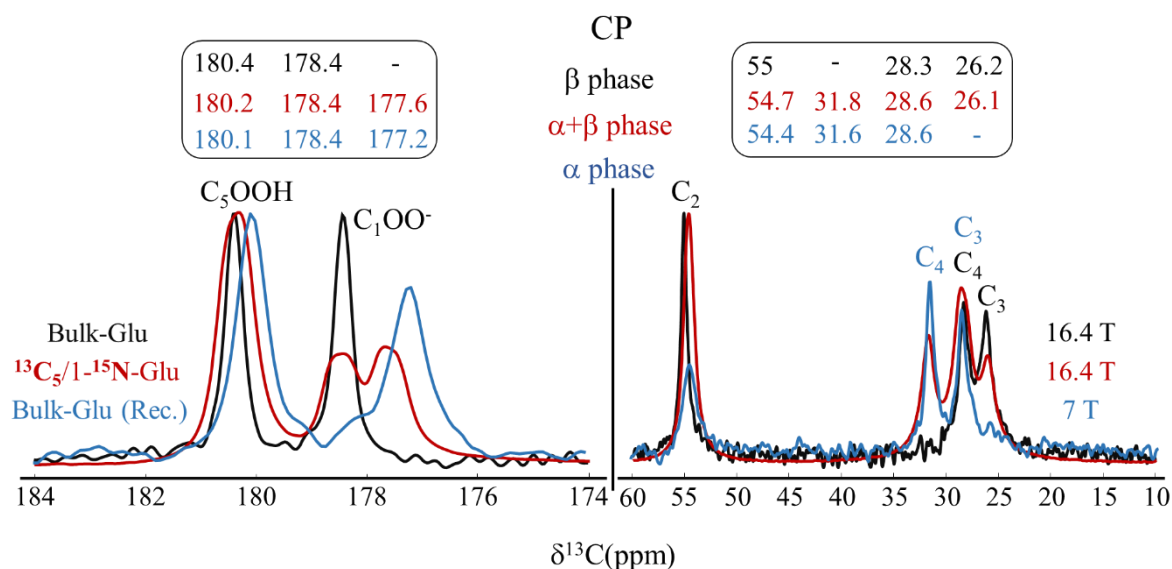 CP
180.4 178.4 -
180.2 178.4 177.6
180.1 178.4 177.2
β phase
α+β phase
α phase
55 - 28.3 26.2
54.7 31.8 28.6 26.1
54.4 31.6 28.6 -
C₅OOH
C₁OO⁻
C₂
C₄
C₃
C₄
C₃
Bulk-Glu
¹³C₅/1-¹⁵N-Glu
Bulk-Glu (Rec.)
16.4 T
16.4 T
7 T
184 182 180 178 176 174
60 55 50 45 40 35 30 25 20 15 10
δ¹³C(ppm)